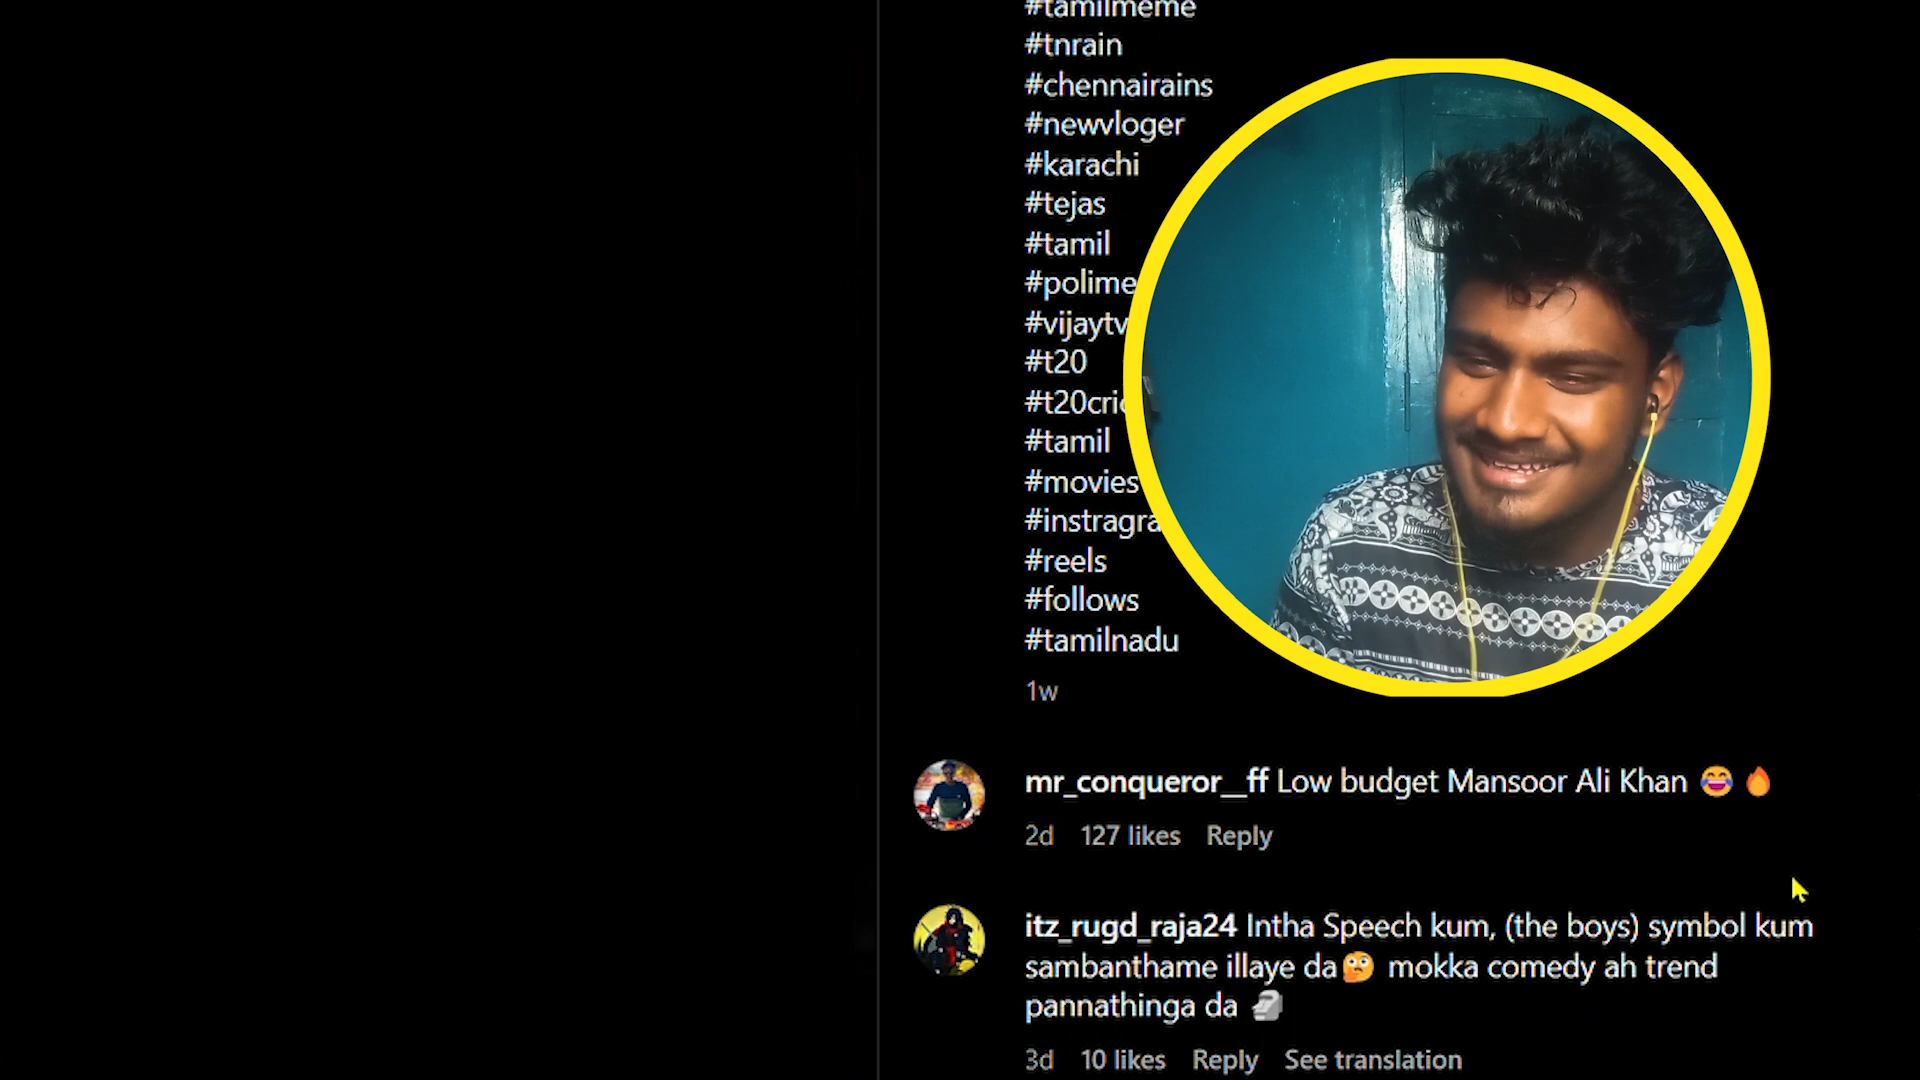 #tamilmeme
#tnrain
#chennairains
#newvloger
#karachi
#tejas
#tamil
#polime
#vijaytv
#t20
#t20cri
#tamil
#movies
#instragra
#reels
#follows
#tamilnadu
1w
mr_conqueror__ff Low budget Mansoor Ali Khan 😂 🔥
2d 127 likes Reply
itz_rugd_raja24 Intha Speech kum, (the boys) symbol kum
sambanthame illaye da🤔 mokka comedy ah trend
pannathinga da 🗿
3d 10 likes Reply See translation